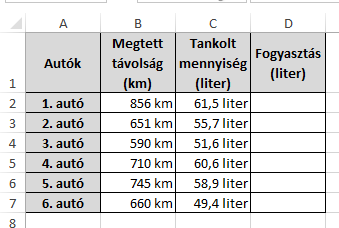 A B C D
1 Autók Megtett távolság (km) Tankolt mennyiség (liter) Fogyasztás (liter)
2 1. autó 856 km 61,5 liter
3 2. autó 651 km 55,7 liter
4 3. autó 590 km 51,6 liter
5 4. autó 710 km 60,6 liter
6 5. autó 745 km 58,9 liter
7 6. autó 660 km 49,4 liter
8